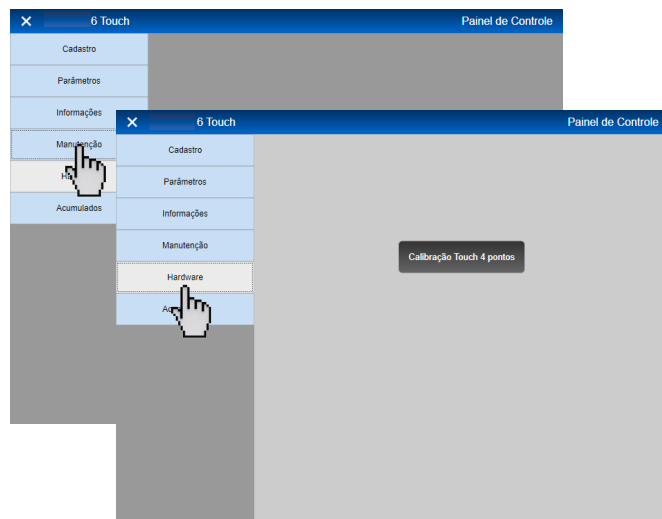 ✕ 6 Touch Painel de Controle
Cadastro
Parâmetros
Informações
Manutenção
Acumulados
✕ 6 Touch Painel de Controle
Cadastro
Parâmetros
Informações
Manutenção
Hardware
Calibração Touch 4 pontos